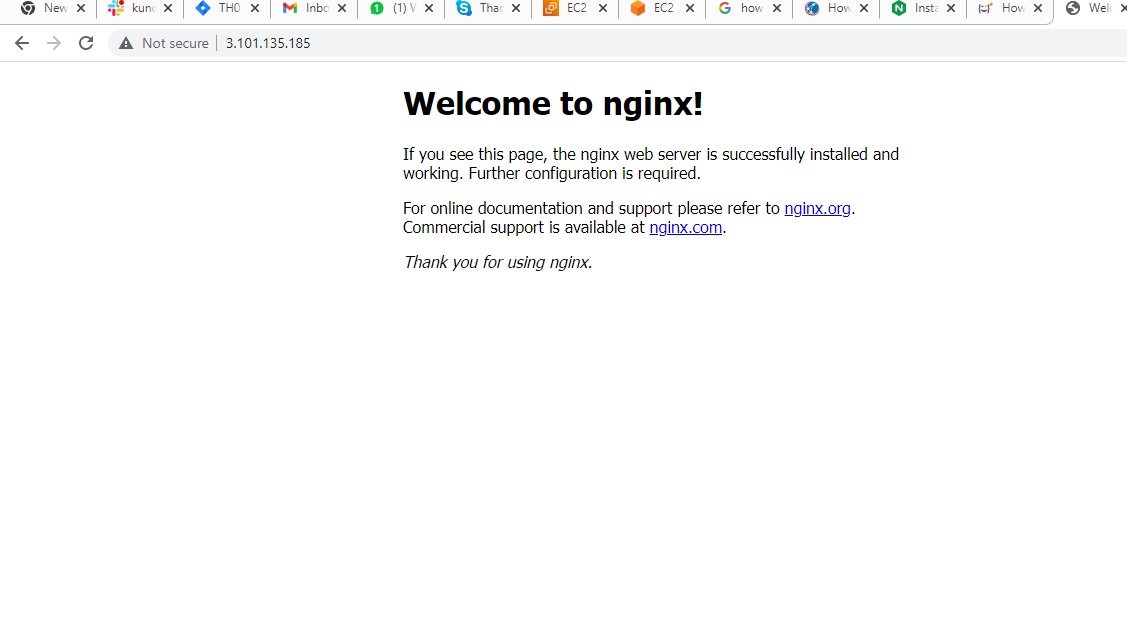 New
kun
TH0
Inbo
(1) V
Thar
EC2
EC2
how
How
Insta
How
Welc
Not secure
3.101.135.185
Welcome to nginx!
If you see this page, the nginx web server is successfully installed and
working. Further configuration is required.
For online documentation and support please refer to nginx.org.
Commercial support is available at nginx.com.
Thank you for using nginx.